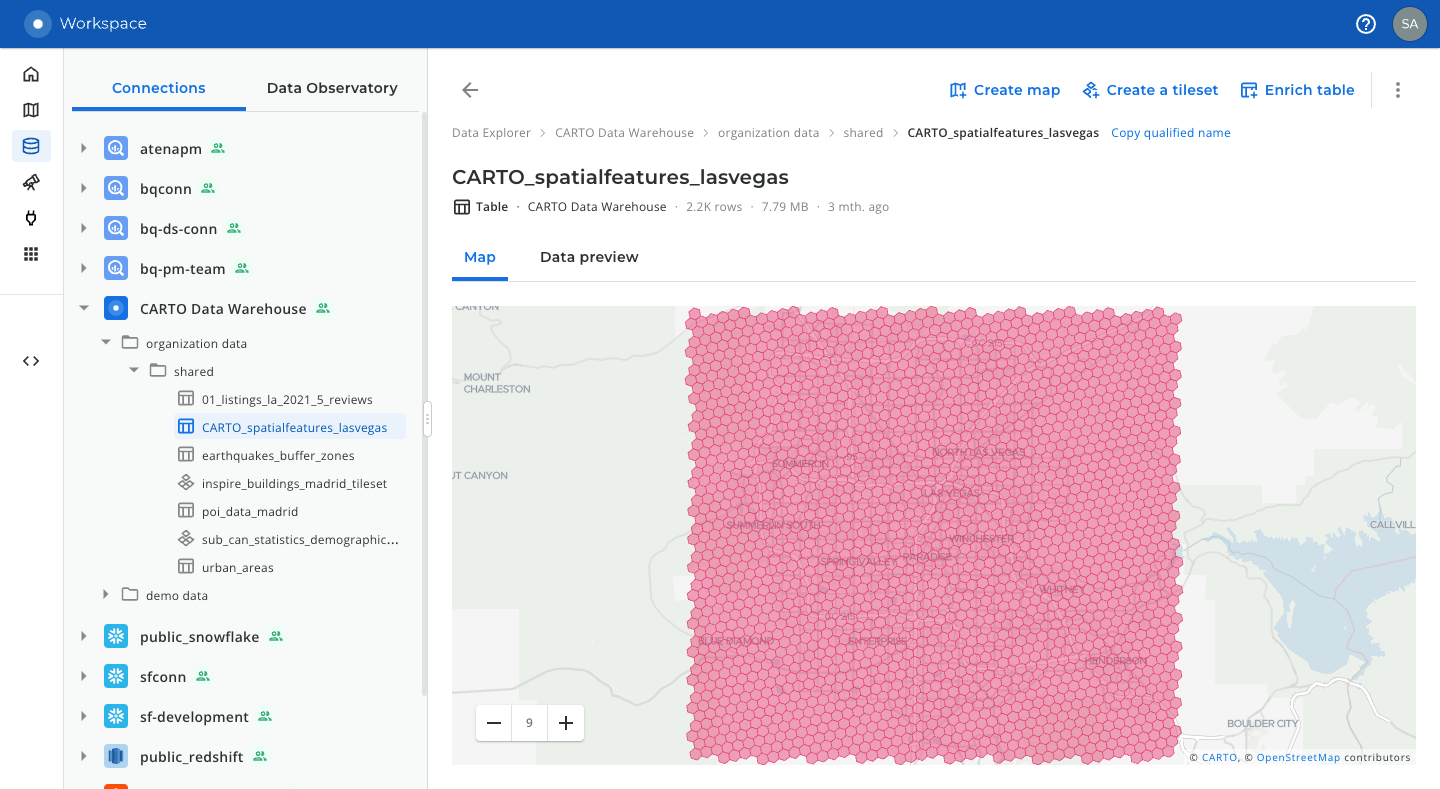 Workspace
SA
Connections
Data Observatory
atenapm
bqconn
bq-ds-conn
bq-pm-team
CARTO Data Warehouse
organization data
shared
01_listings_la_2021_5_reviews
CARTO_spatialfeatures_lasvegas
earthquakes_buffer_zones
inspire_buildings_madrid_tileset
poi_data_madrid
sub_can_statistics_demographic...
urban_areas
demo data
public_snowflake
sfconn
sf-development
public_redshift
Create map
Create a tileset
Enrich table
Data Explorer > CARTO Data Warehouse > organization data > shared > CARTO_spatialfeatures_lasvegas Copy qualified name
CARTO_spatialfeatures_lasvegas
Table · CARTO Data Warehouse · 2.2K rows · 7.79 MB · 3 mth. ago
Map
Data preview
CANYON
MOUNT
CHARLESTON
NORTH LAS VEGAS
SUMMERLIN
UT CANYON
LAS VEGAS
SUMMERLIN SOUTH
CALLVILL
WINCHESTER
SPRING VALLEY
PARADISE
WHITNEY
BLUE DIAMOND
ENTERPRISE
HENDERSON
BOULDER CITY
9
© CARTO, © OpenStreetMap contributors